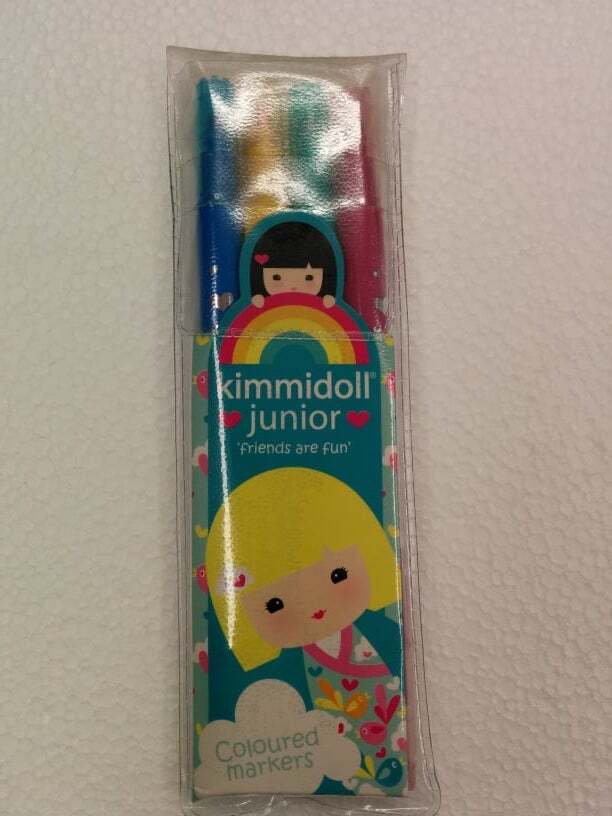 kimmidoll®
junior
'friends are fun'
Coloured
markers